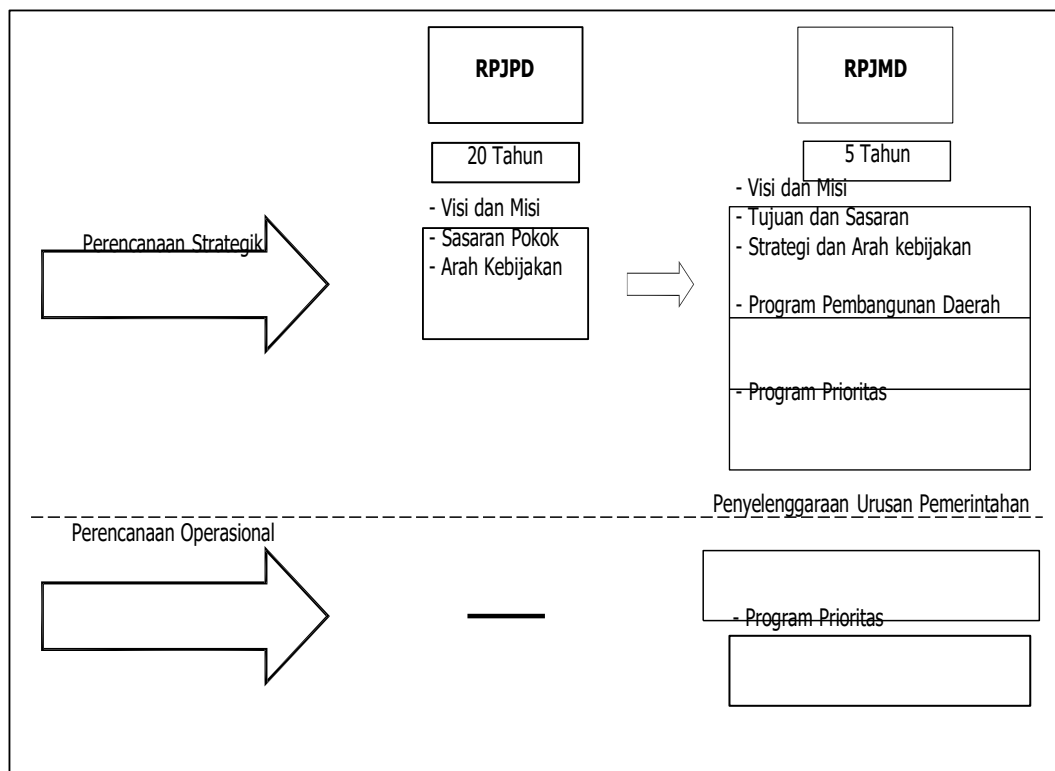 RPJPD
RPJMD
20 Tahun
5 Tahun
Perencanaan Strategik
- Visi dan Misi
- Sasaran Pokok
- Arah Kebijakan
- Visi dan Misi
- Tujuan dan Sasaran
- Strategi dan Arah kebijakan
- Program Pembangunan Daerah
- Program Prioritas
Penyelenggaraan Urusan Pemerintahan
Perencanaan Operasional
- Program Prioritas